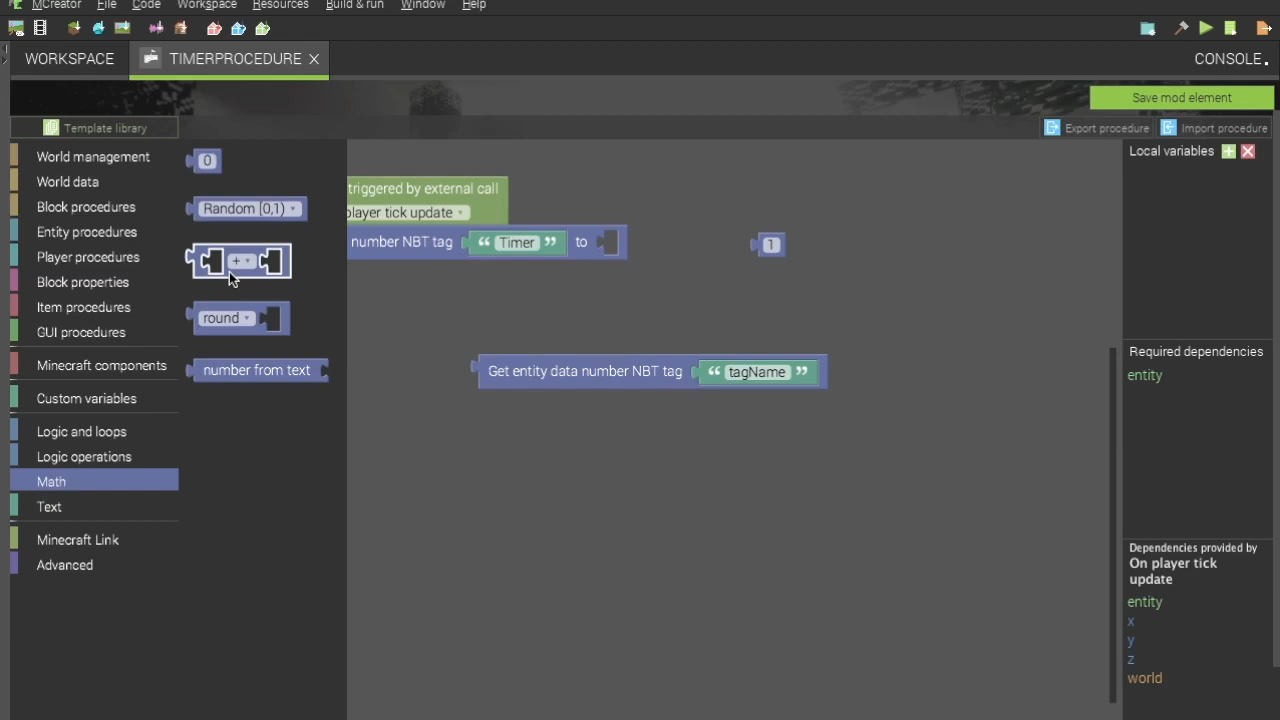 MCreator File Code Workspace Resources Build & run Window Help
WORKSPACE TIMERPROCEDURE CONSOLE
Save mod element
Template library Export procedure Import procedure
World management
World data
Block procedures
Entity procedures
Player procedures
Block properties
Item procedures
GUI procedures
Minecraft components
Custom variables
Logic and loops
Logic operations
Math
Text
Minecraft Link
Advanced
0
Random [0,1)
+
round
number from text
triggered by external call
player tick update
number NBT tag “ Timer ” to
1
Get entity data number NBT tag “ tagName ”
Local variables
Required dependencies
entity
Dependencies provided by
On player tick
update
entity
x
y
z
world